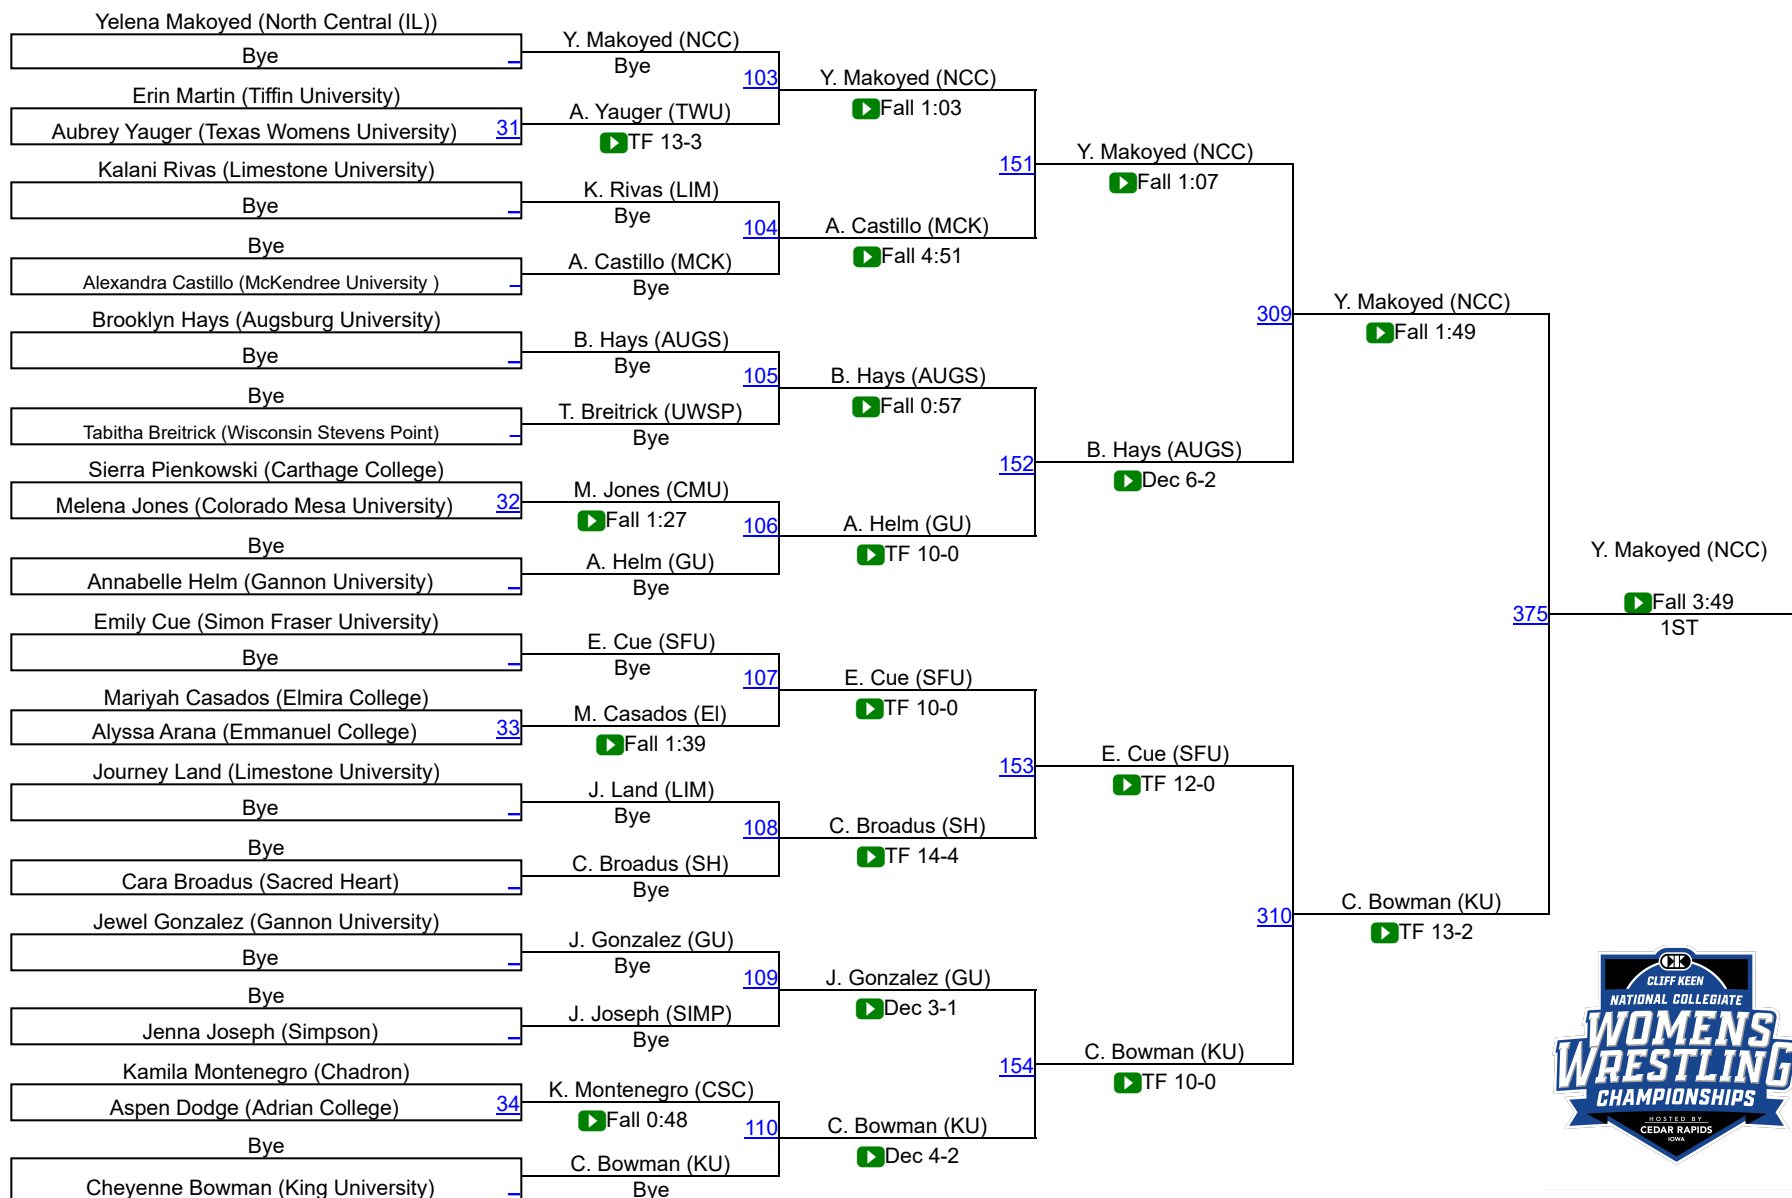 Yelena Makoyed (North Central (IL))
Bye
Erin Martin (Tiffin University)
Aubrey Yauger (Texas Womens University) 31
Kalani Rivas (Limestone University)
Bye
Bye
Alexandra Castillo (McKendree University )
Brooklyn Hays (Augsburg University)
Bye
Bye
Tabitha Breitrick (Wisconsin Stevens Point)
Sierra Pienkowski (Carthage College)
Melena Jones (Colorado Mesa University) 32
Bye
Annabelle Helm (Gannon University)
Emily Cue (Simon Fraser University)
Bye
Mariyah Casados (Elmira College)
Alyssa Arana (Emmanuel College) 33
Journey Land (Limestone University)
Bye
Bye
Cara Broadus (Sacred Heart)
Jewel Gonzalez (Gannon University)
Bye
Bye
Jenna Joseph (Simpson)
Kamila Montenegro (Chadron)
Aspen Dodge (Adrian College) 34
Bye
Cheyenne Bowman (King University)
Y. Makoyed (NCC)
Bye
103
A. Yauger (TWU)
TF 13-3
K. Rivas (LIM)
Bye
104
A. Castillo (MCK)
Bye
B. Hays (AUGS)
Bye
105
T. Breitrick (UWSP)
Bye
M. Jones (CMU)
Fall 1:27
106
A. Helm (GU)
Bye
E. Cue (SFU)
Bye
107
M. Casados (El)
Fall 1:39
J. Land (LIM)
Bye
108
C. Broadus (SH)
Bye
J. Gonzalez (GU)
Bye
109
J. Joseph (SIMP)
Bye
K. Montenegro (CSC)
Fall 0:48
110
C. Bowman (KU)
Bye
Y. Makoyed (NCC)
Fall 1:03
151
A. Castillo (MCK)
Fall 4:51
B. Hays (AUGS)
Fall 0:57
152
A. Helm (GU)
TF 10-0
E. Cue (SFU)
TF 10-0
153
C. Broadus (SH)
TF 14-4
J. Gonzalez (GU)
Dec 3-1
154
C. Bowman (KU)
Dec 4-2
Y. Makoyed (NCC)
Fall 1:07
309
B. Hays (AUGS)
Dec 6-2
E. Cue (SFU)
TF 12-0
310
C. Bowman (KU)
TF 10-0
Y. Makoyed (NCC)
Fall 1:49
375
C. Bowman (KU)
TF 13-2
Y. Makoyed (NCC)
Fall 3:49
1ST
CK
CLIFF KEEN
NATIONAL COLLEGIATE
WOMENS
WRESTLING
CHAMPIONSHIPS
HOSTED BY
CEDAR RAPIDS
IOWA